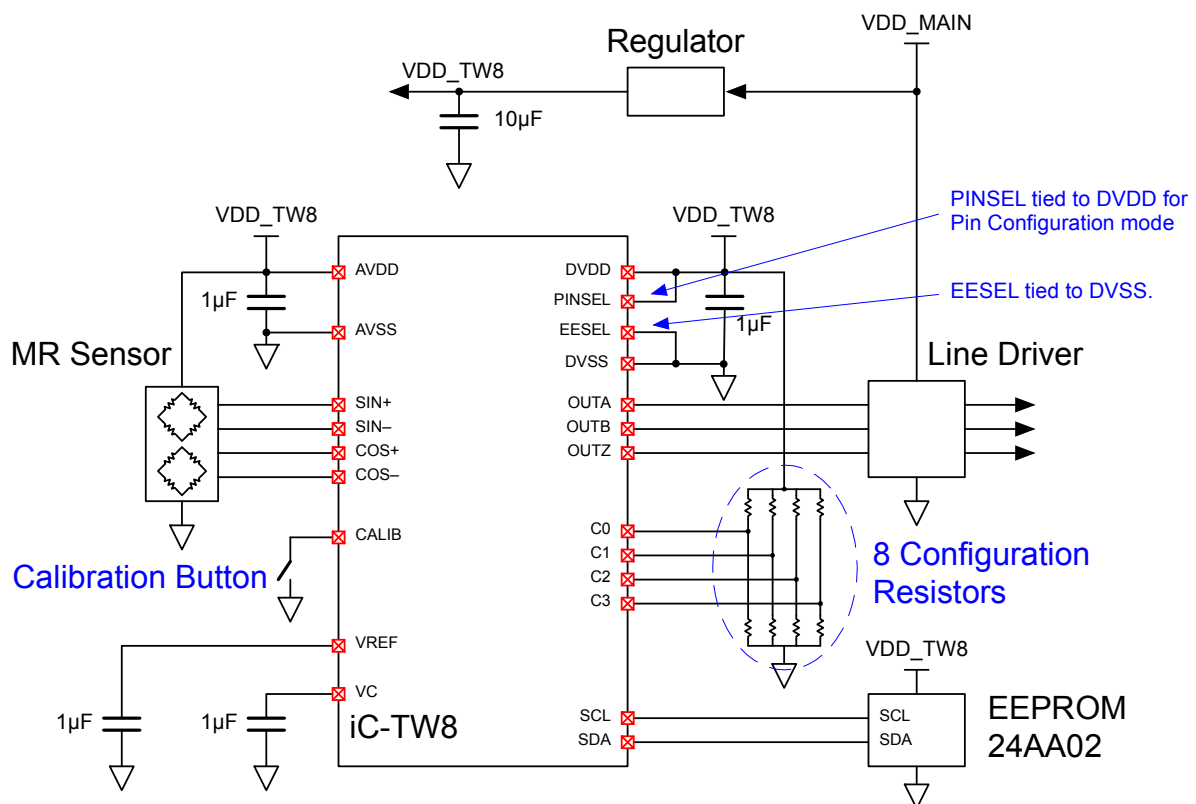 VDD_MAIN
Regulator
VDD_TW8
10µF
PINSEL tied to DVDD for
Pin Configuration mode
VDD_TW8
VDD_TW8
AVDD
DVDD
1µF
PINSEL
EESEL tied to DVSS.
1µF
AVSS
EESEL
MR Sensor
DVSS
Line Driver
SIN+
OUTA
SIN–
OUTB
COS+
OUTZ
COS–
CALIB
C0
8 Configuration
Resistors
C1
Calibration Button
C2
C3
VREF
VDD_TW8
VC
1µF
1µF
iC-TW8
SCL
SCL
EEPROM
24AA02
SDA
SDA